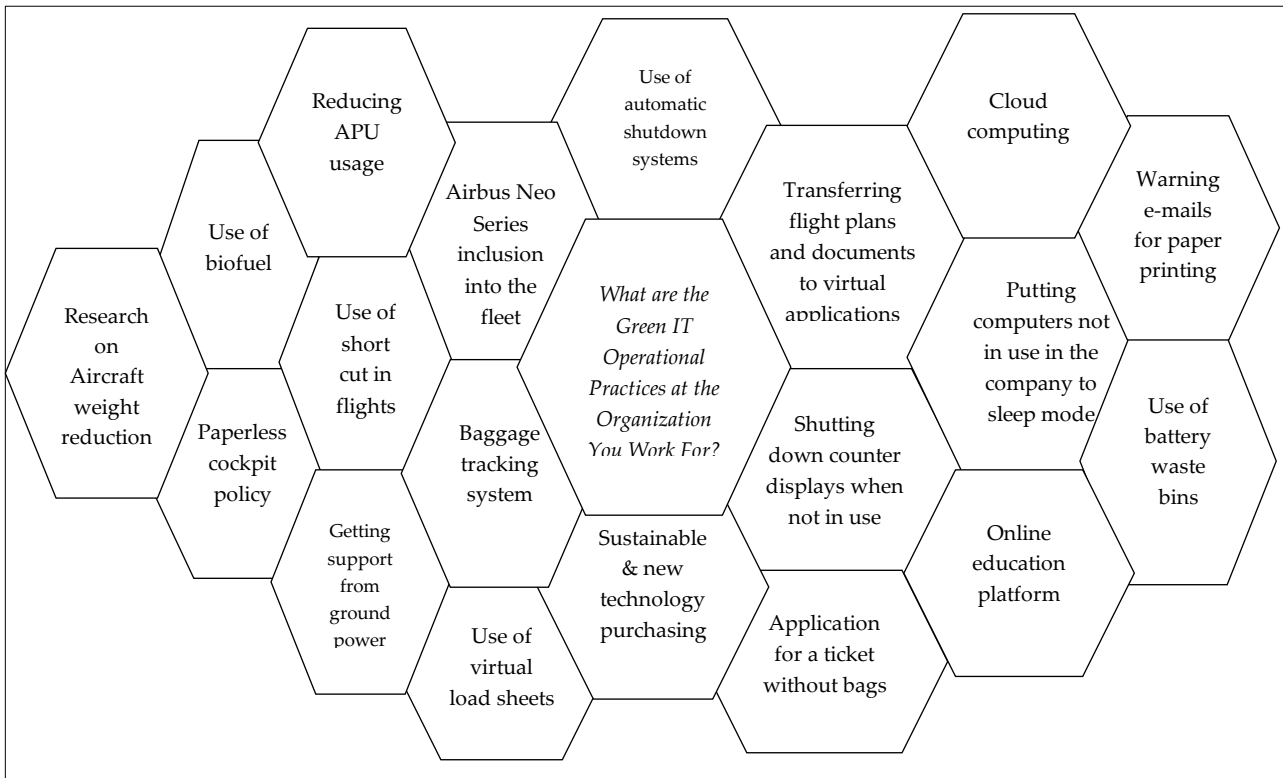 Reducing
APU
usage
Use of
automatic
shutdown
systems
Cloud
computing
Use of
biofuel
Airbus Neo
Series
inclusion
into the
fleet
Transferring
flight plans
and documents
to virtual
applications
Warning
e-mails
for paper
printing
Research
on
Aircraft
weight
reduction
Use of
short
cut in
flights
What are the
Green IT
Operational
Practices at the
Organization
You Work For?
Putting
computers not
in use in the
company to
sleep mode
Paperless
cockpit
policy
Baggage
tracking
system
Shutting
down counter
displays when
not in use
Use of
battery
waste
bins
Getting
support
from
ground
power
Sustainable
& new
technology
purchasing
Online
education
platform
Use of
virtual
load sheets
Application
for a ticket
without bags